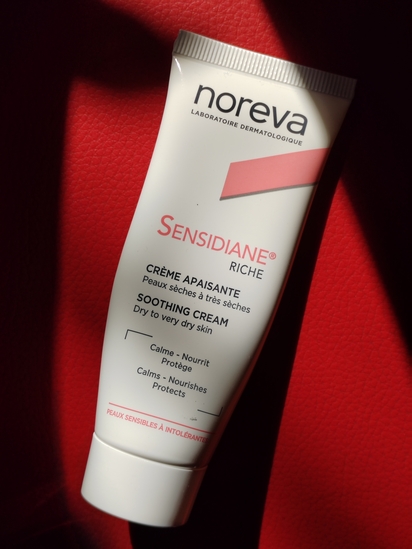 noreva
LABORATOIRE DERMATOLOGIQUE
SENSIDIANE®
RICHE
CRÈME APAISANTE
Peaux sèches à très sèches
SOOTHING CREAM
Dry to very dry skin
Calme - Nourrit
Protège
Calms - Nourishes
Protects
PEAUX SENSIBLES À INTOLÉRANTES